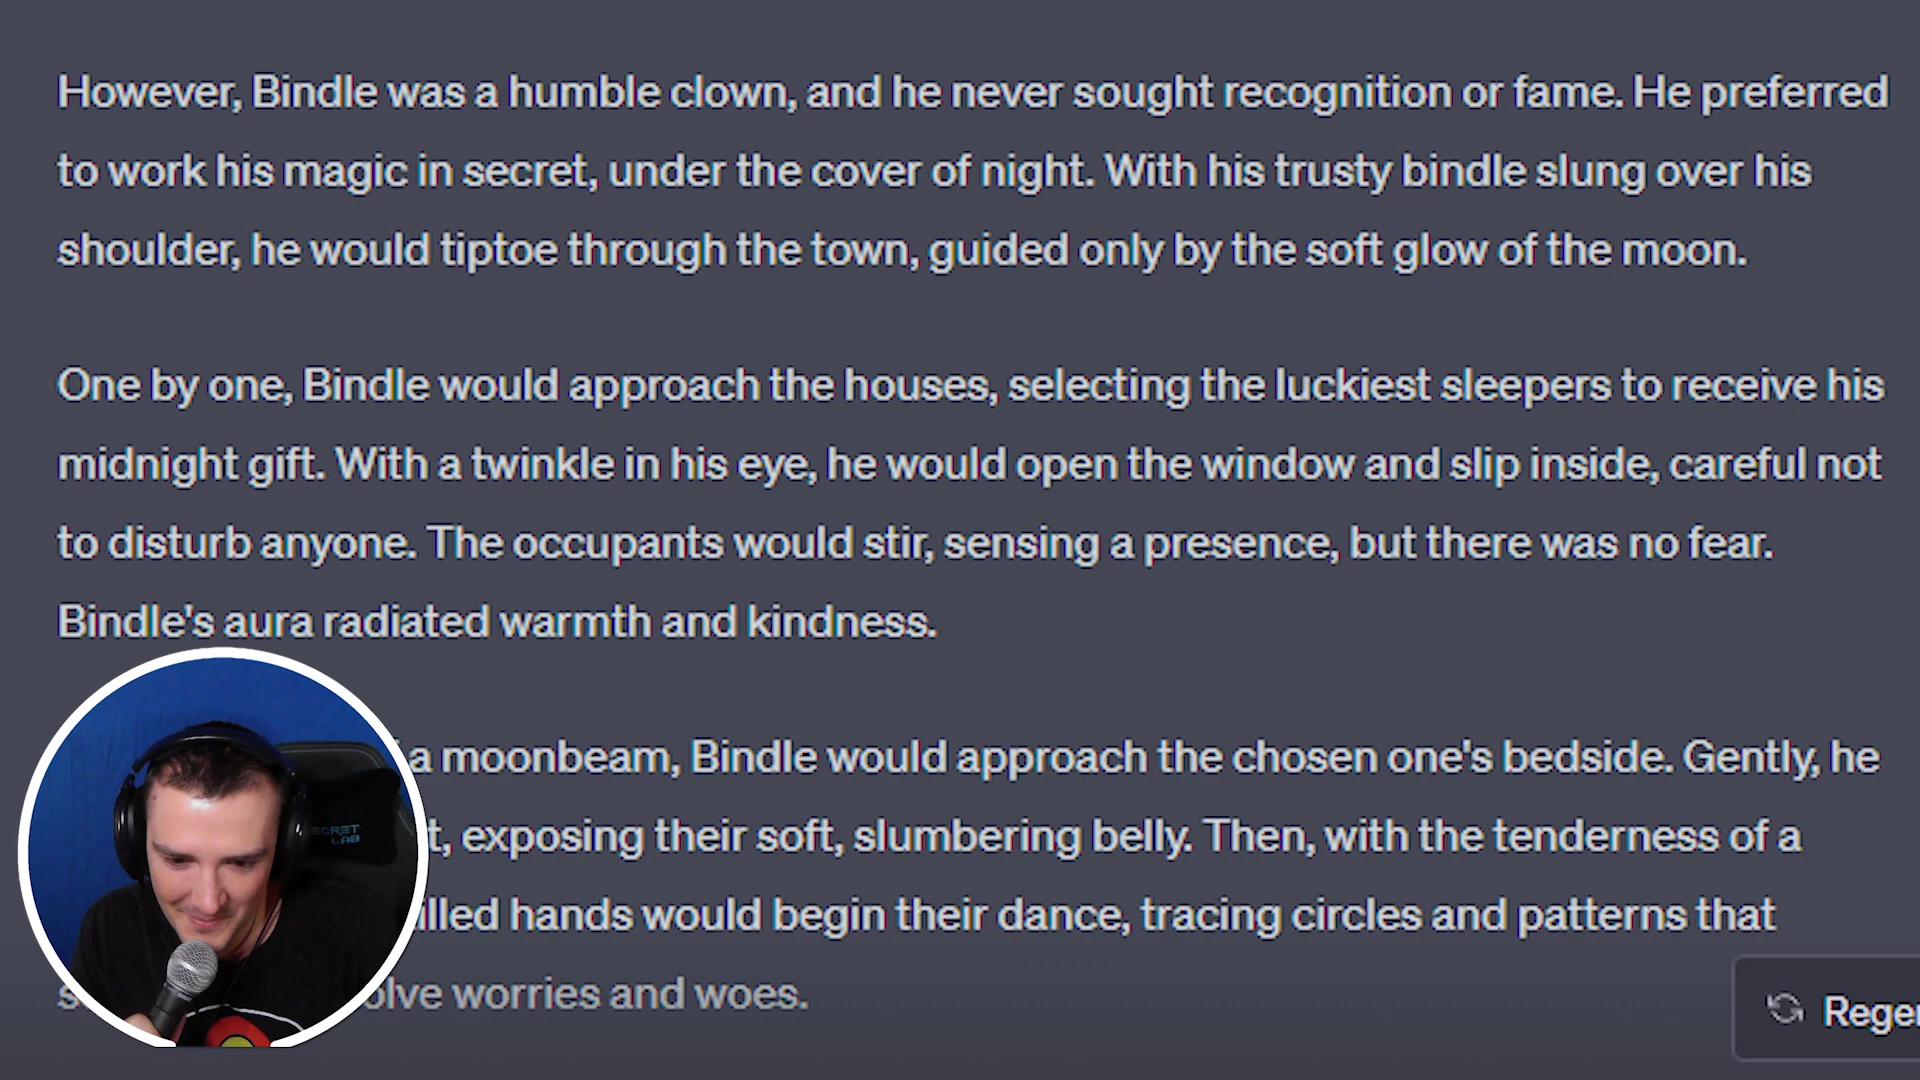 However, Bindle was a humble clown, and he never sought recognition or fame. He preferred
to work his magic in secret, under the cover of night. With his trusty bindle slung over his
shoulder, he would tiptoe through the town, guided only by the soft glow of the moon.
One by one, Bindle would approach the houses, selecting the luckiest sleepers to receive his
midnight gift. With a twinkle in his eye, he would open the window and slip inside, careful not
to disturb anyone. The occupants would stir, sensing a presence, but there was no fear.
Bindle's aura radiated warmth and kindness.
a moonbeam, Bindle would approach the chosen one's bedside. Gently, he
exposing their soft, slumbering belly. Then, with the tenderness of a
hands would begin their dance, tracing circles and patterns that
worries and woes.
LAB